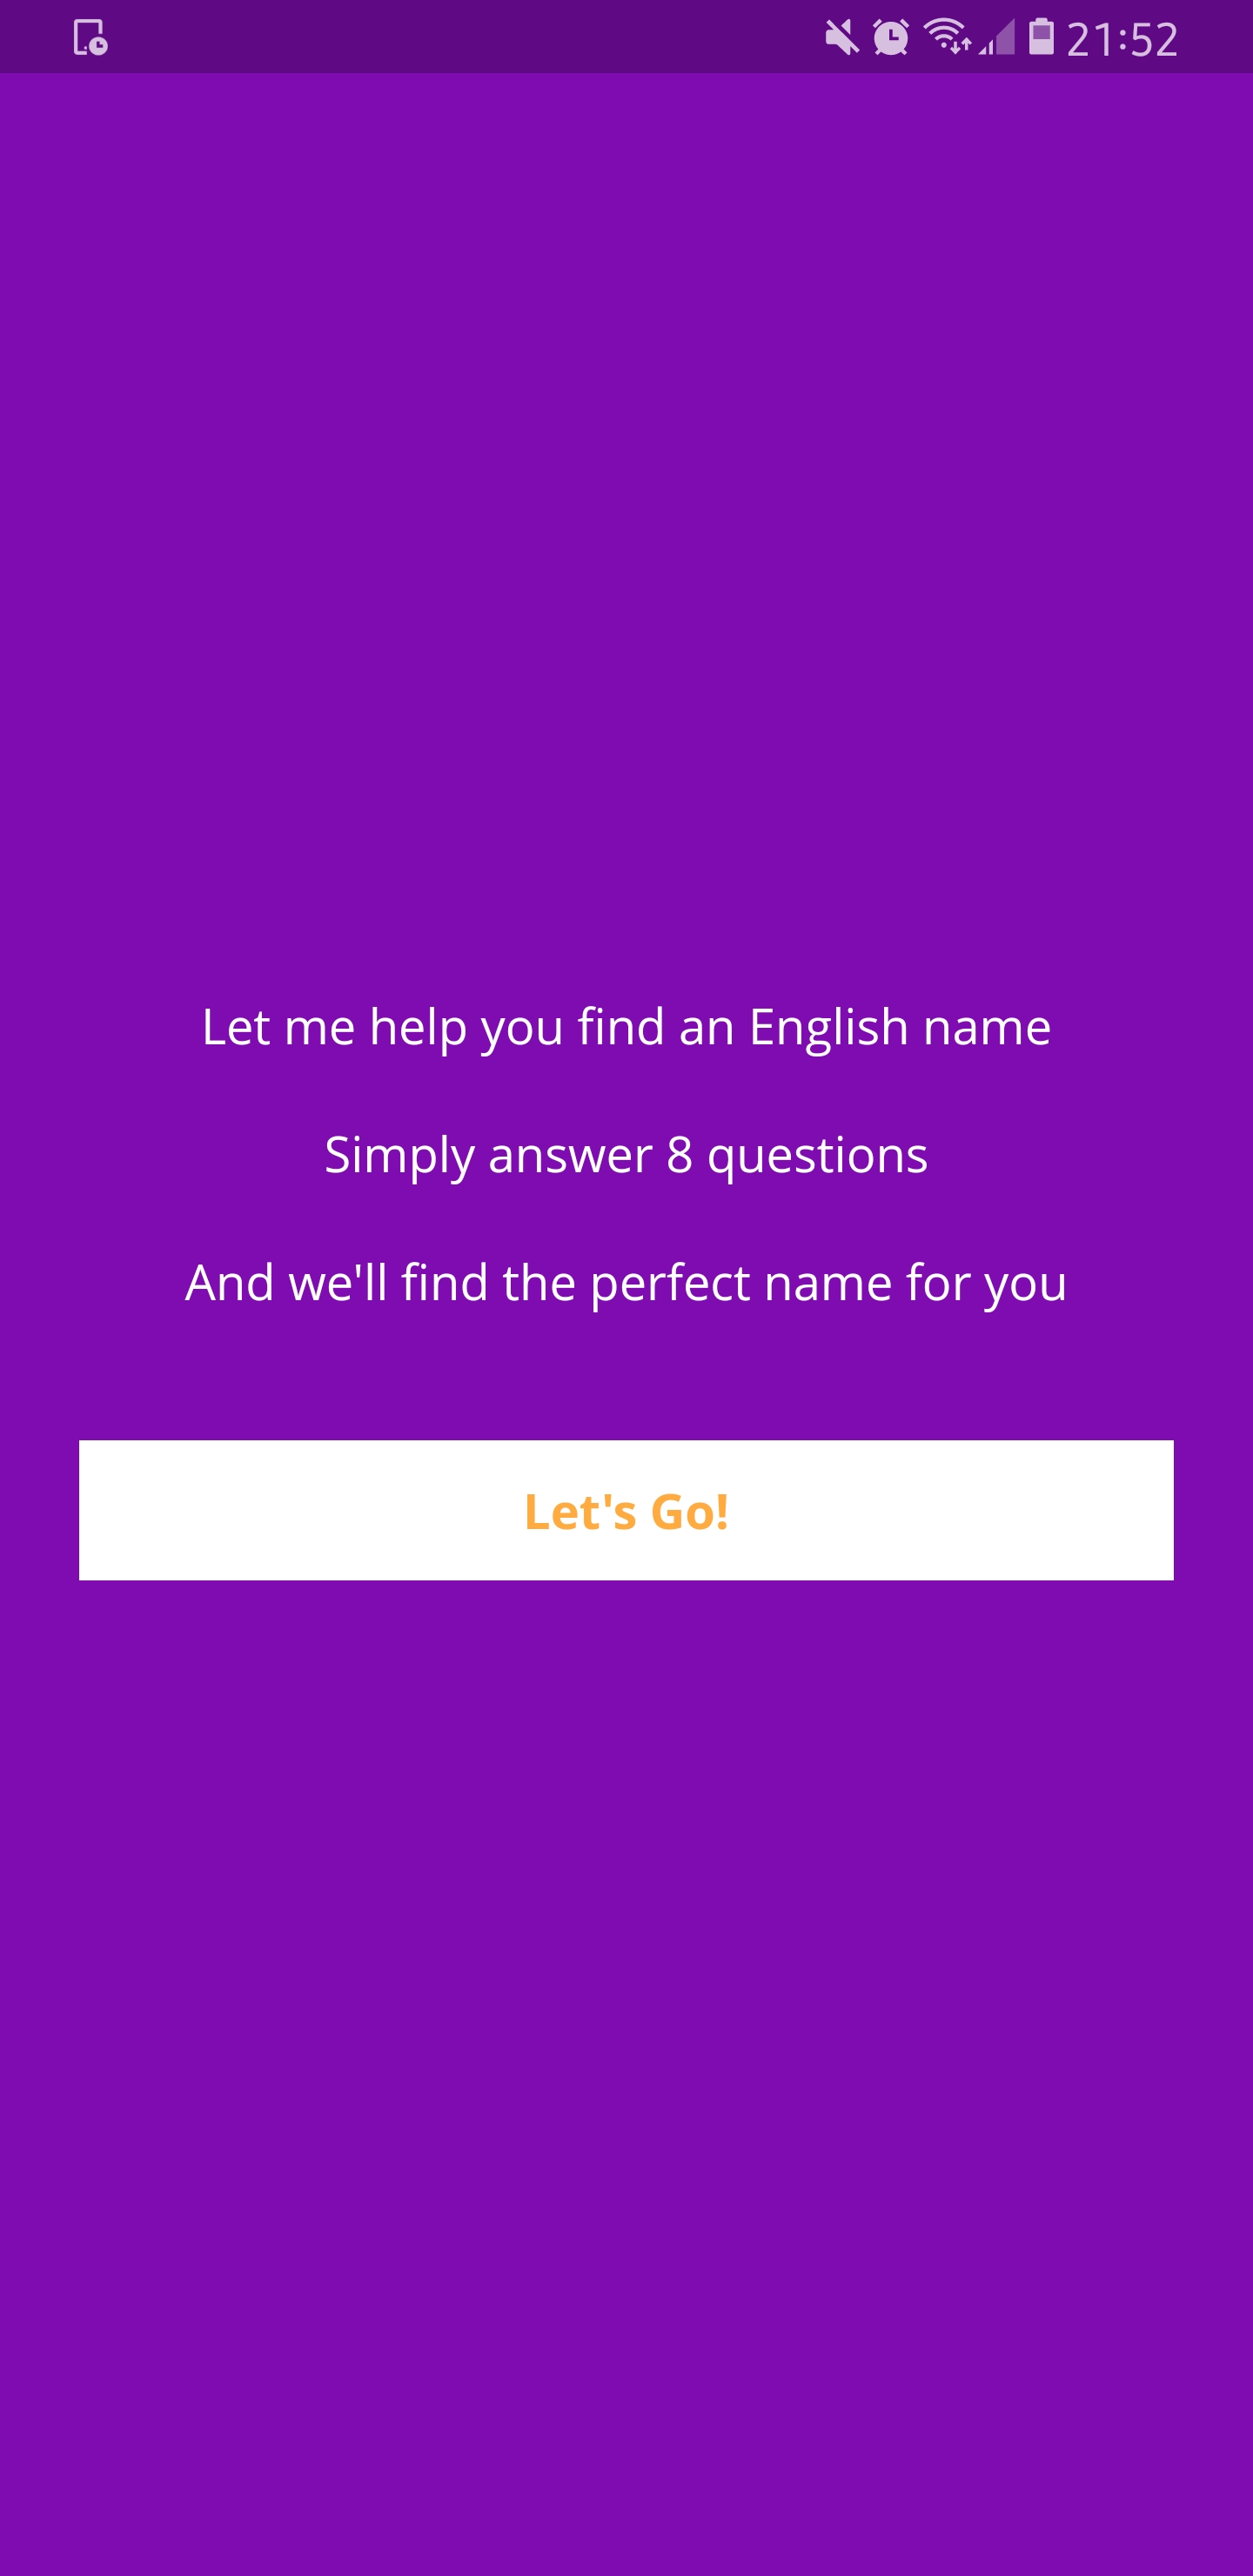 21:52
Let me help you find an English name
Simply answer 8 questions
And we'll find the perfect name for you
Let's Go!